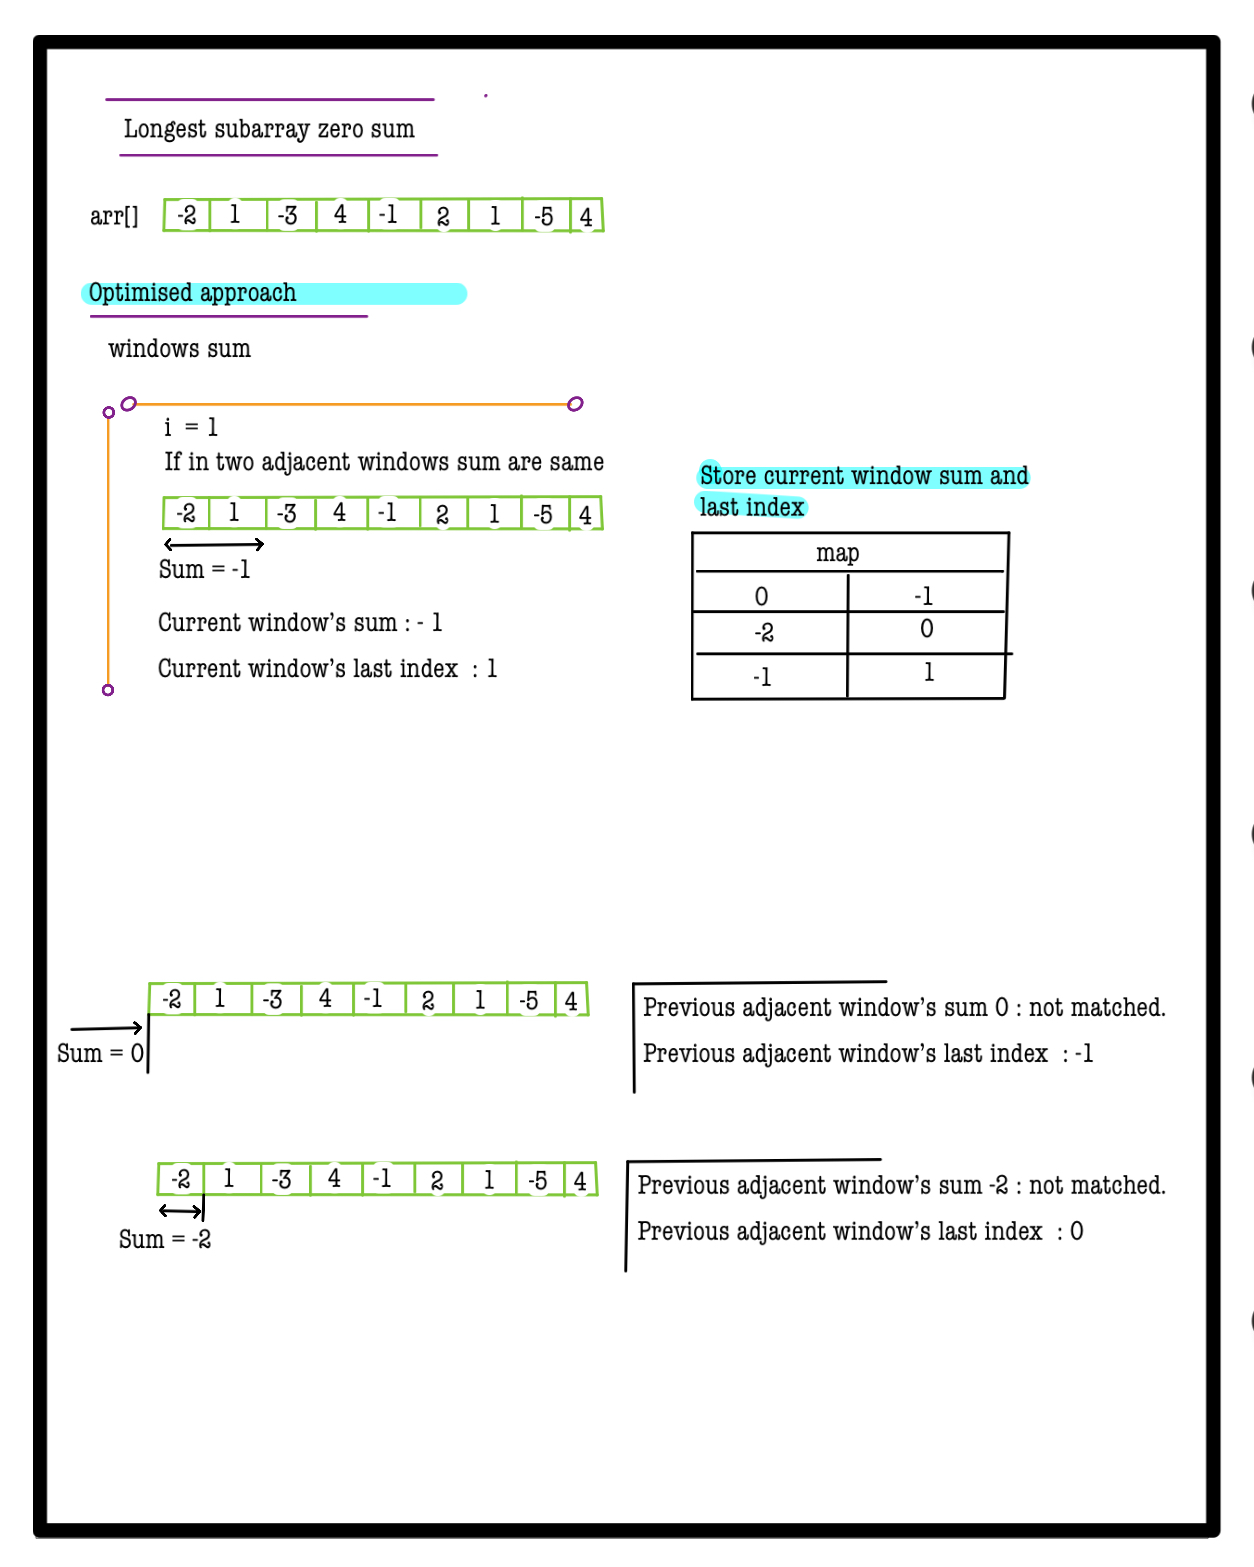 Longest subarray zero sum
arr[] -2 1 -3 4 -1 2 1 -5 4
Optimised approach
windows sum
i = 1
If in two adjacent windows sum are same
-2 1 -3 4 -1 2 1 -5 4
Sum = -1
Current window's sum : - 1
Current window's last index : 1
Store current window sum and
last index
map
0 -1
-2 0
-1 1
-2 1 -3 4 -1 2 1 -5 4
Sum = 0
Previous adjacent window's sum 0 : not matched.
Previous adjacent window's last index : -1
-2 1 -3 4 -1 2 1 -5 4
Sum = -2
Previous adjacent window's sum -2 : not matched.
Previous adjacent window's last index : 0